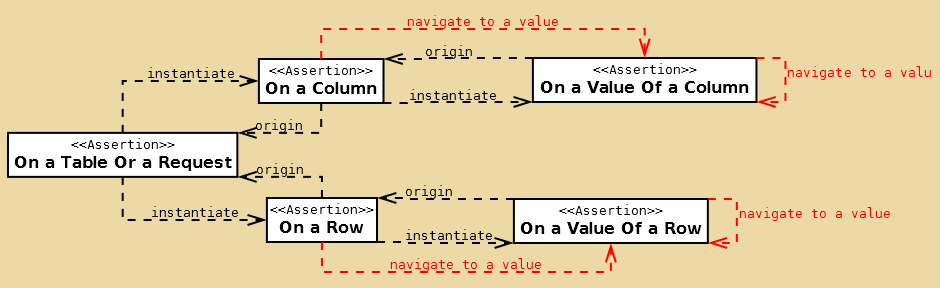 navigate to a value
origin
<<Assertion>>
On a Column
<<Assertion>>
On a Value Of a Column
navigate to a valu
instantiate
instantiate
origin
<<Assertion>>
On a Table Or a Request
origin
instantiate
origin
<<Assertion>>
On a Row
<<Assertion>>
On a Value Of a Row
navigate to a value
instantiate
navigate to a value